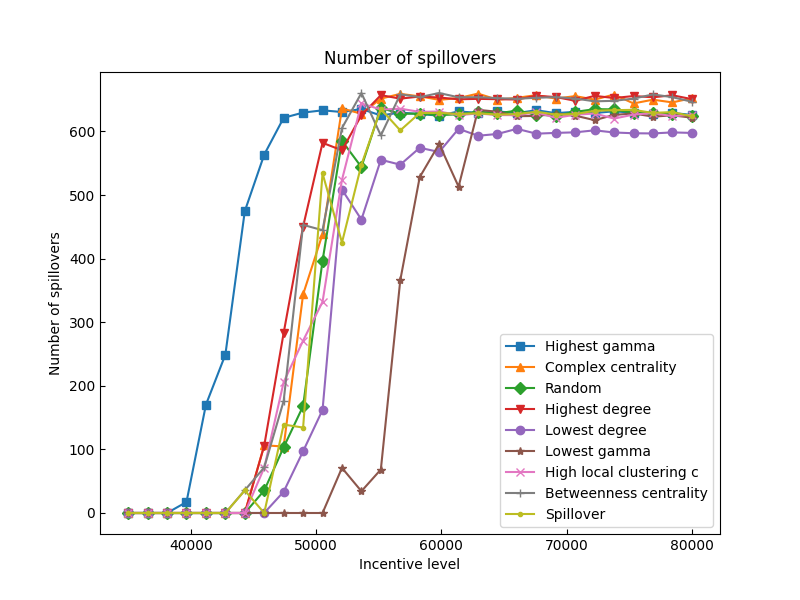 Number of spillovers
Number of spillovers
600
500
400
300
200
100
0
40000
50000
60000
70000
80000
Incentive level
Highest gamma
Complex centrality
Random
Highest degree
Lowest degree
Lowest gamma
High local clustering c
Betweenness centrality
Spillover